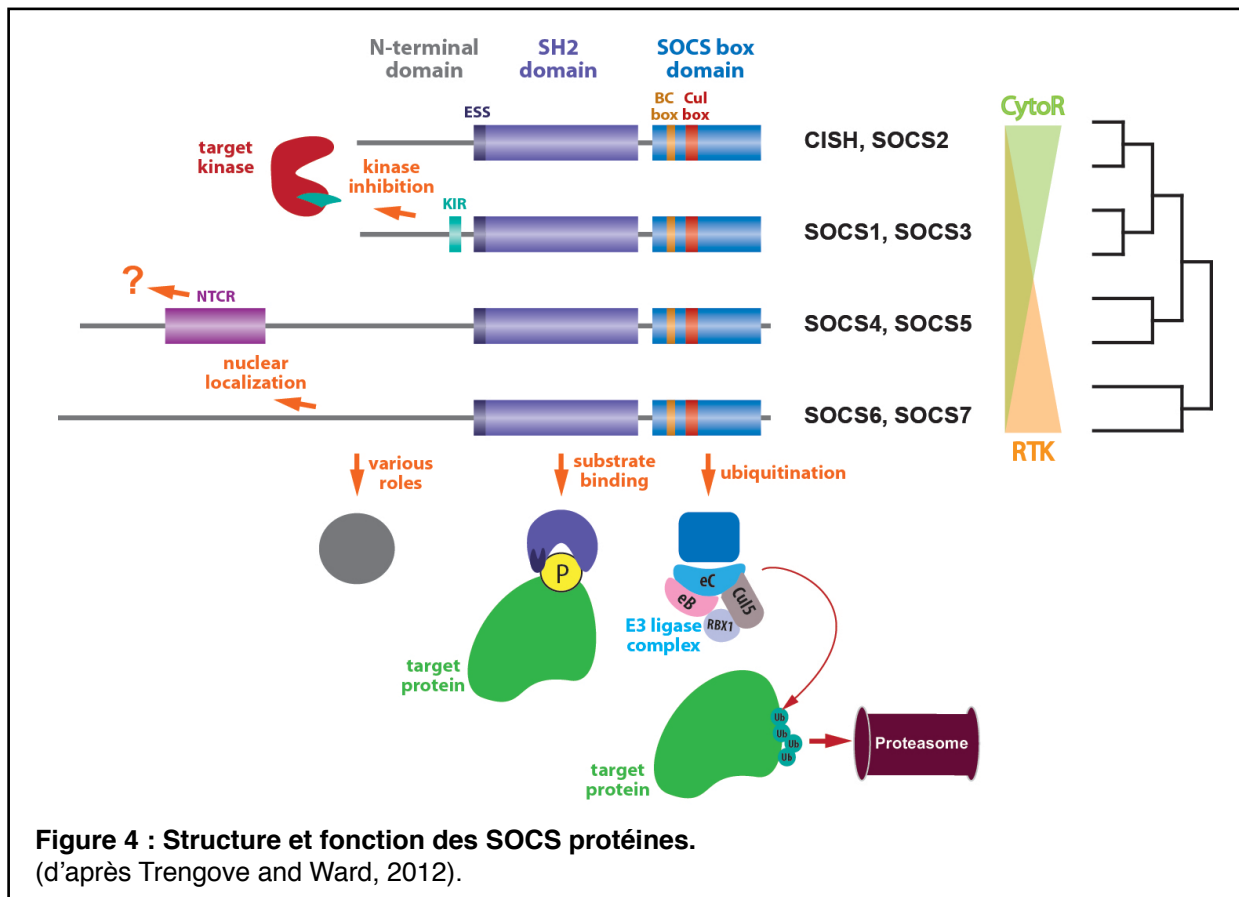 N-terminal domain
SH2 domain
SOCS box domain
BC box
Cul box
ESS
CytoR
CISH, SOCS2
target kinase
kinase inhibition
KIR
SOCS1, SOCS3
?
NTCR
SOCS4, SOCS5
nuclear localization
SOCS6, SOCS7
RTK
various roles
substrate binding
ubiquitination
P
eC
eB
Cul5
RBX1
E3 ligase complex
target protein
Ub
Ub
Ub
Ub
Proteasome
target protein
Figure 4 : Structure et fonction des SOCS protéines.
(d'après Trengove and Ward, 2012).